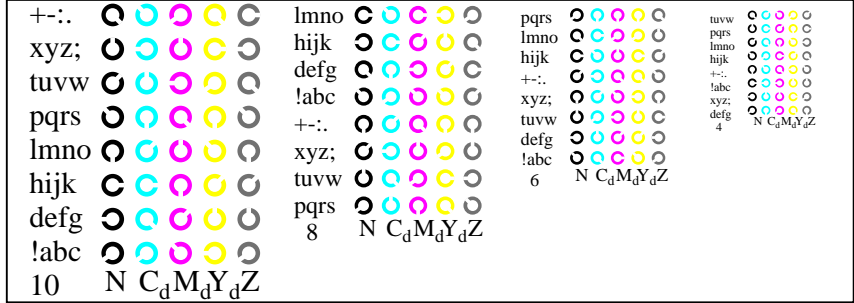 +-:.
xyz;
tuvw
pqrs
lmno
hijk
defg
!abc
10 N CdMdYdZ
lmno
hijk
defg
!abc
+-:.
xyz;
tuvw
pqrs
8 N CdMdYdZ
pqrs
lmno
hijk
+-:.
xyz;
tuvw
defg
!abc
6 N CdMdYdZ
tuvw
pqrs
lmno
hijk
+-:.
!abc
xyz;
defg
4 N CdMdYdZ